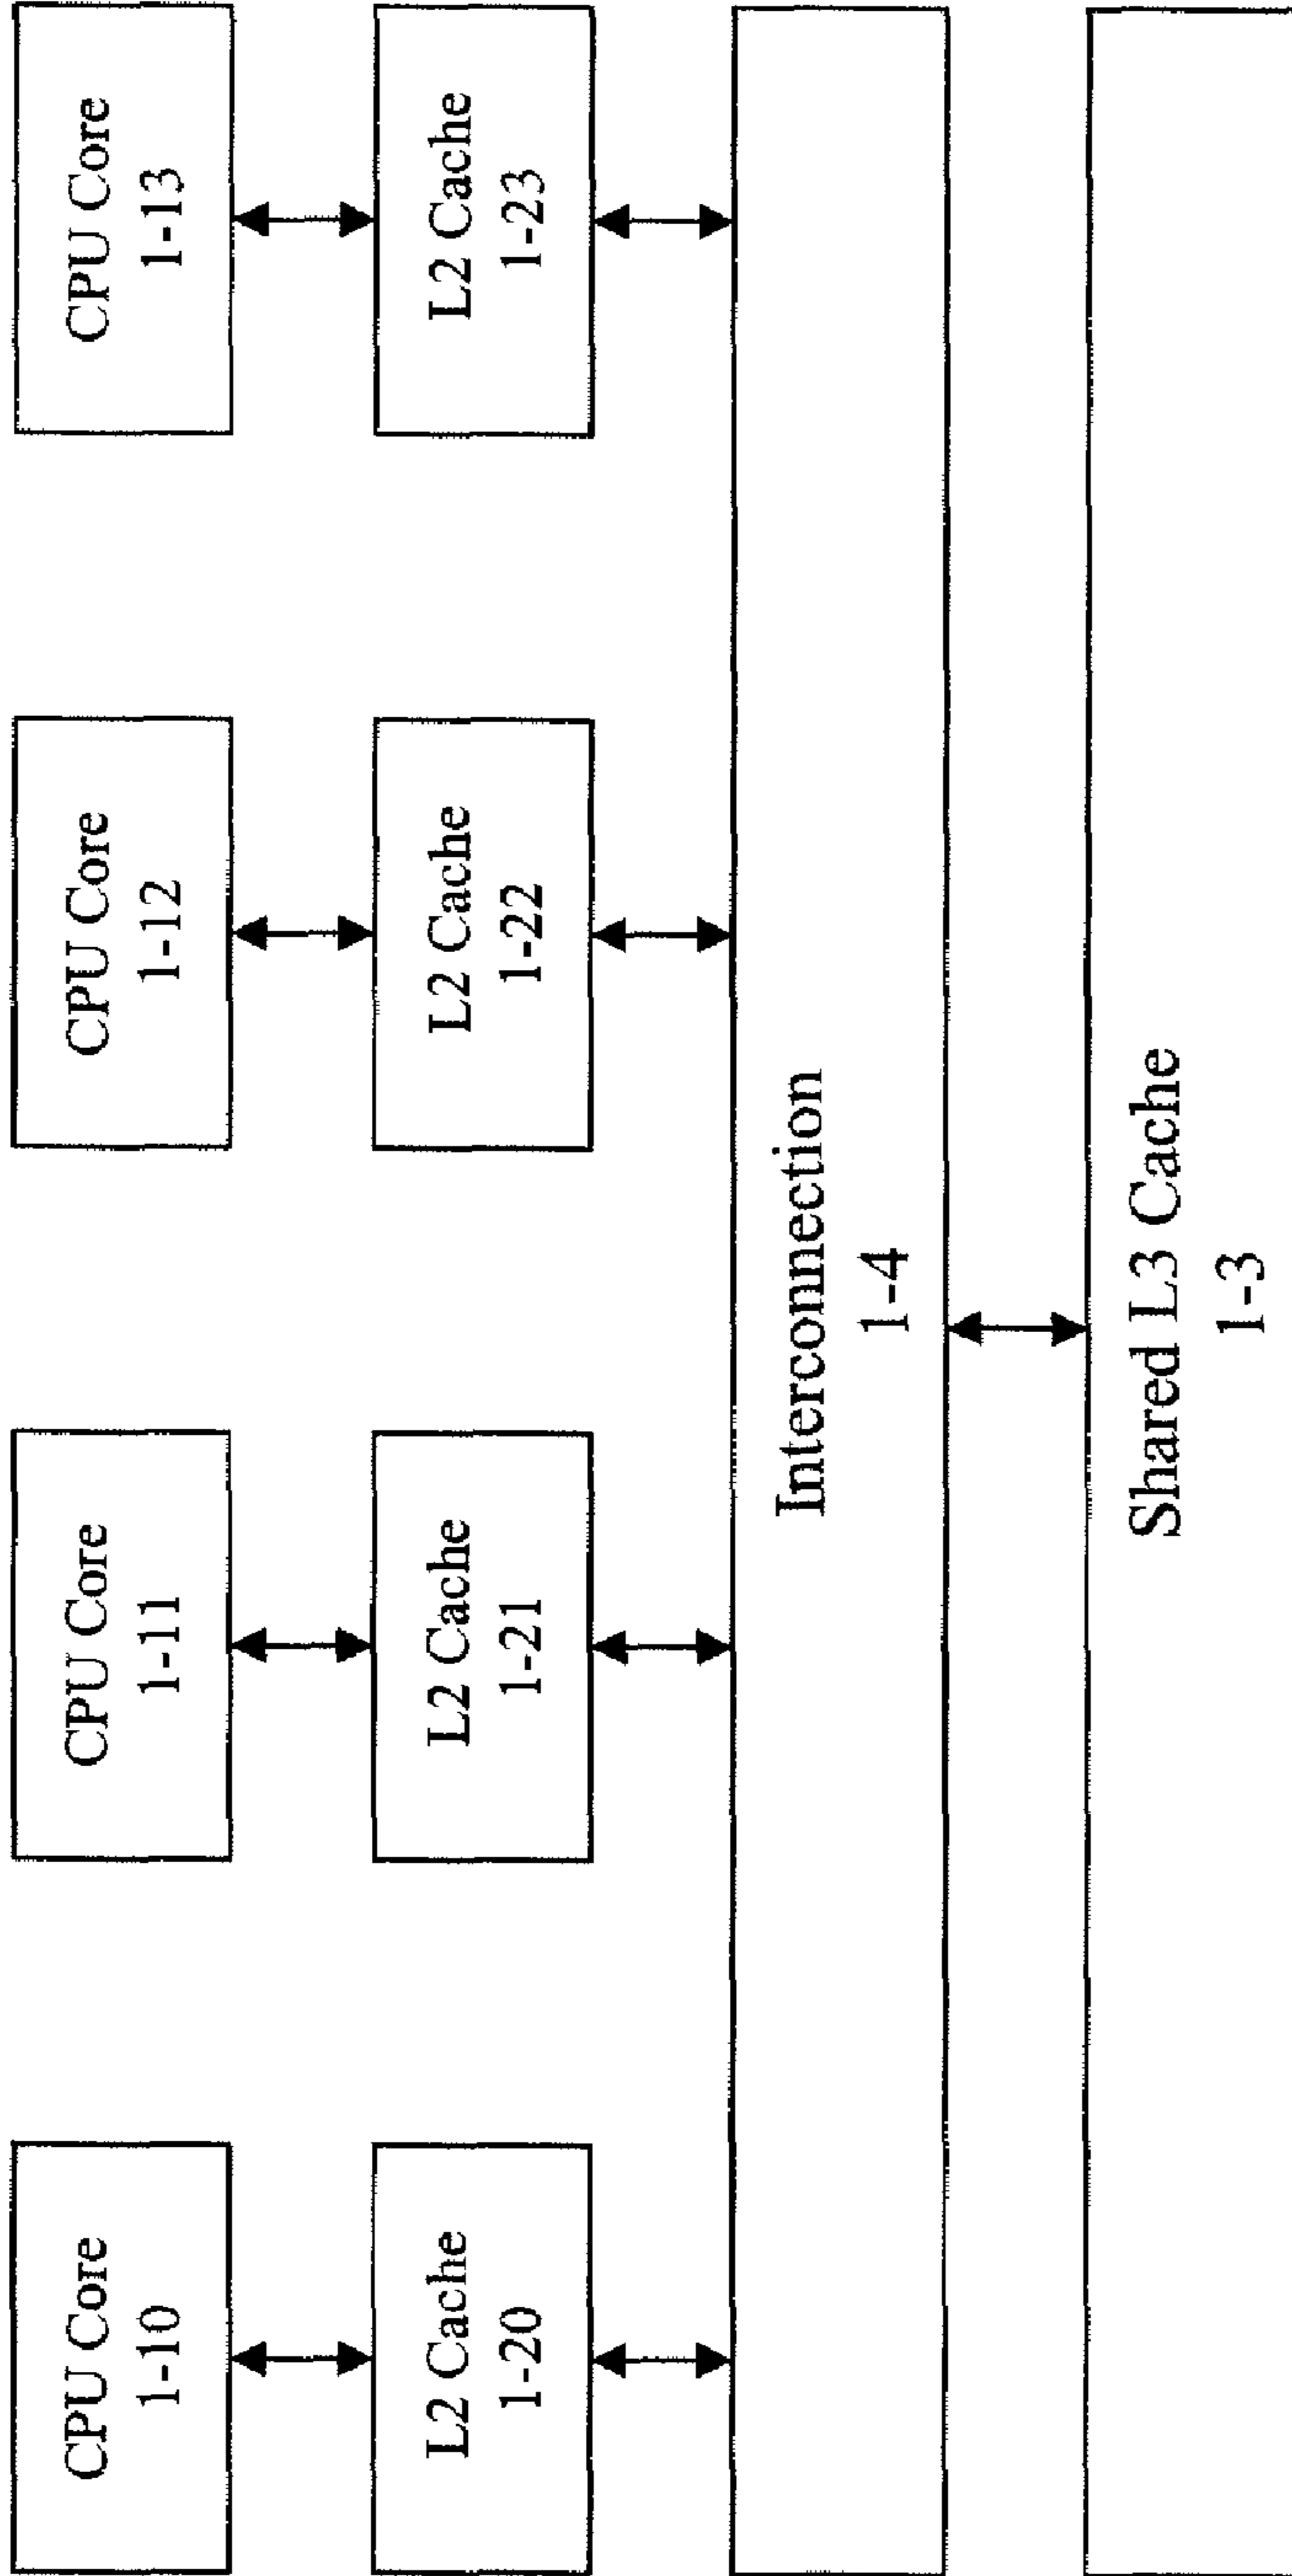 CPU Core
1-10
CPU Core
1-11
CPU Core
1-12
CPU Core
1-13
L2 Cache
1-20
L2 Cache
1-21
L2 Cache
1-22
L2 Cache
1-23
Interconnection
1-4
Shared L3 Cache
1-3